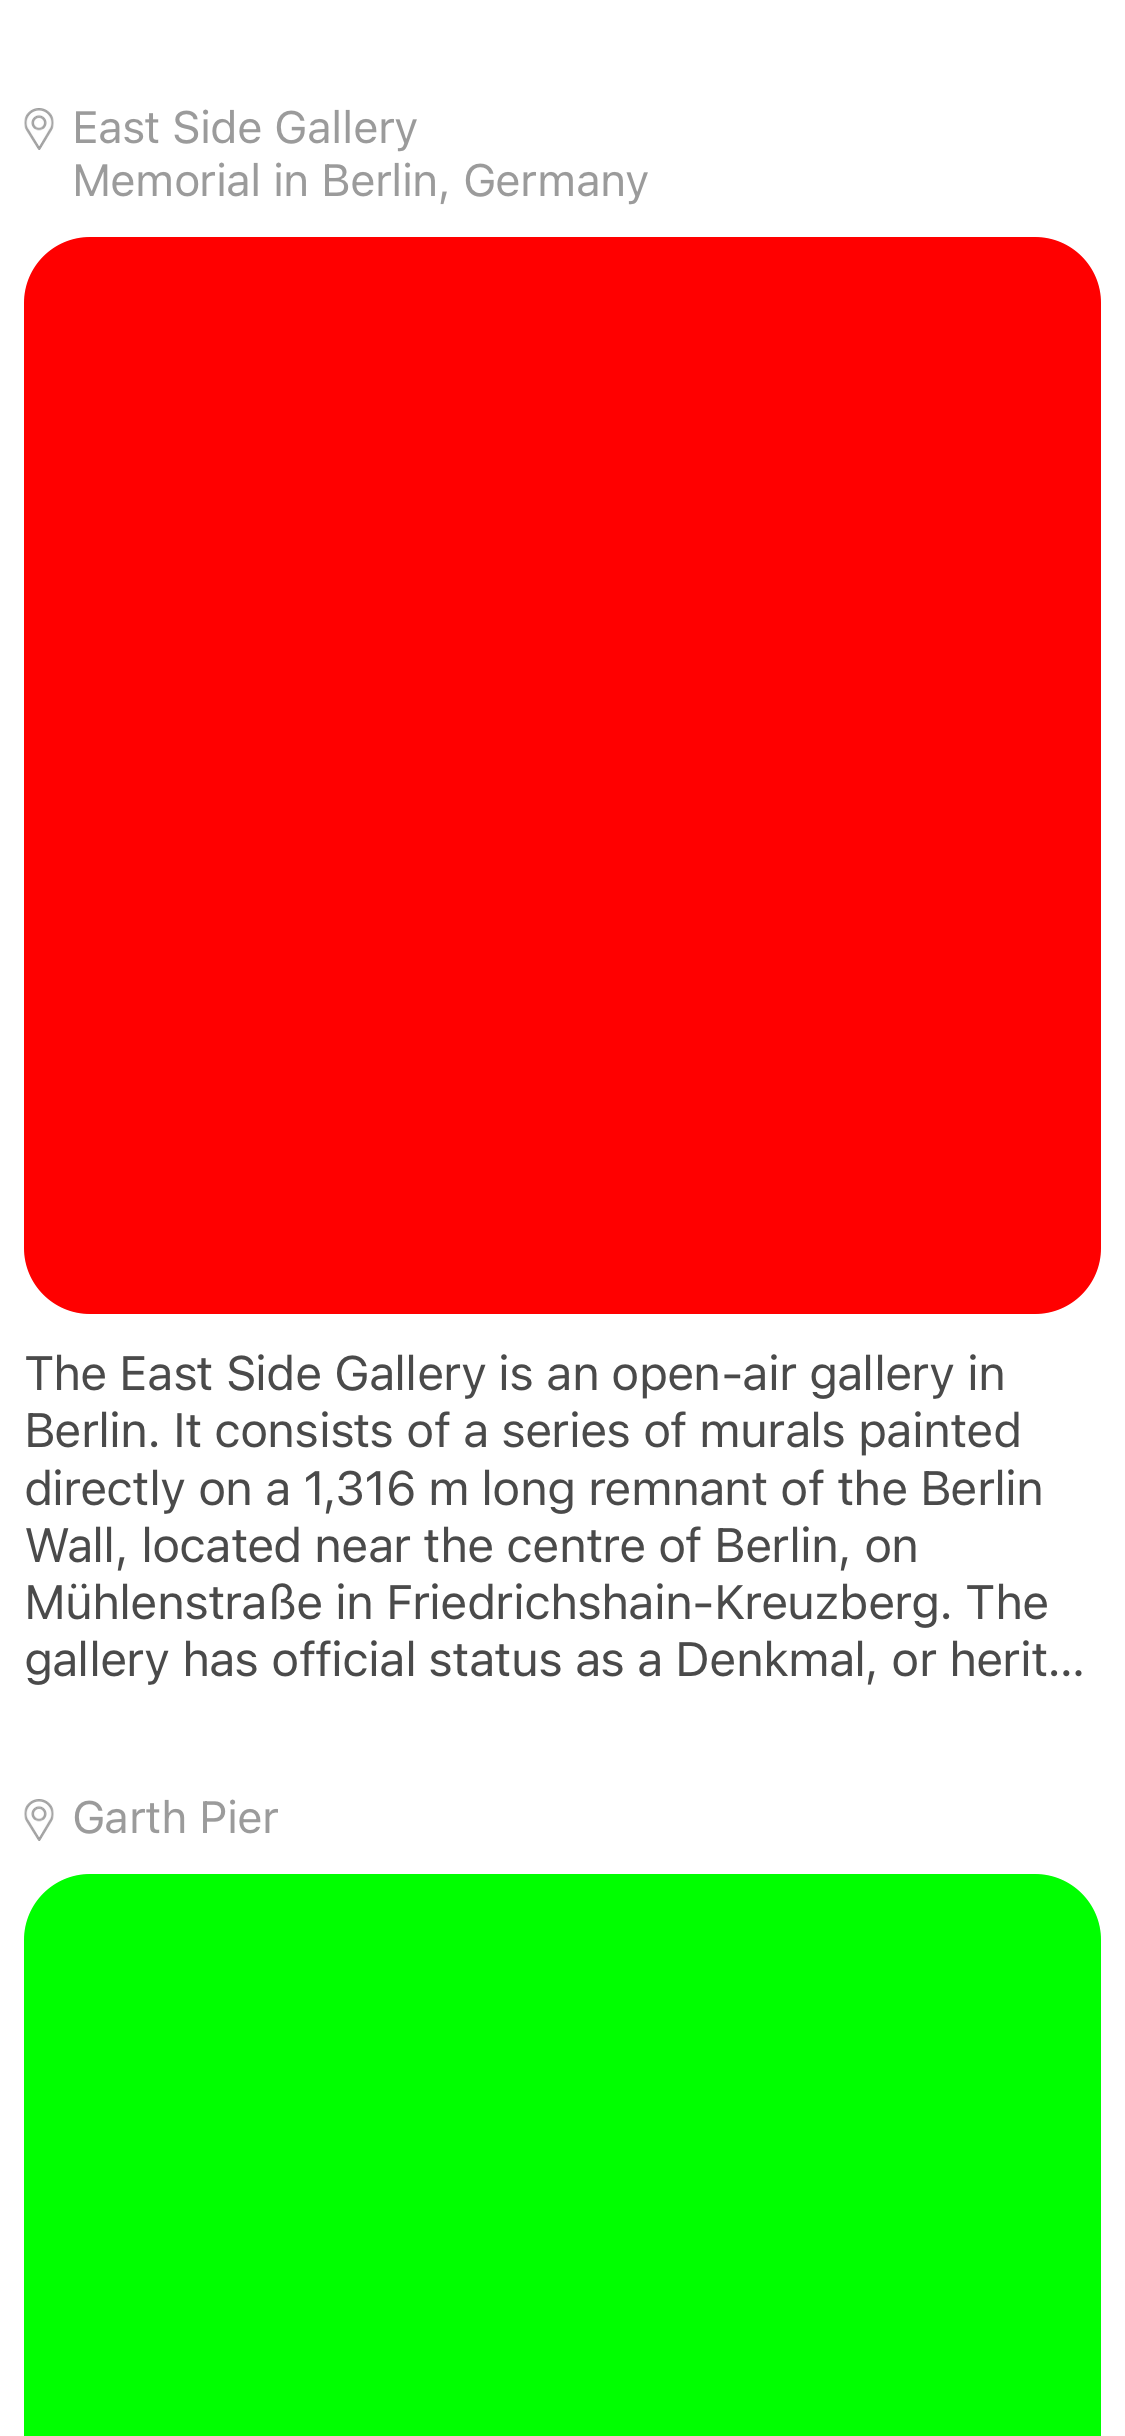 East Side Gallery
Memorial in Berlin, Germany
The East Side Gallery is an open-air gallery in
Berlin. It consists of a series of murals painted
directly on a 1,316 m long remnant of the Berlin
Wall, located near the centre of Berlin, on
Mühlenstraße in Friedrichshain-Kreuzberg. The
gallery has official status as a Denkmal, or herit...
Garth Pier